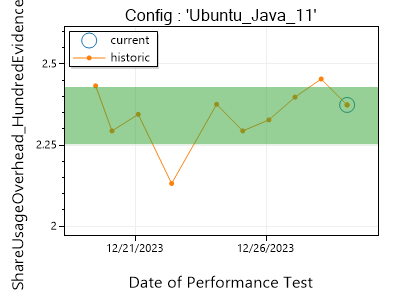 Config : 'Ubuntu_Java_11'
current
historic
ShareUsageOverhead_HundredEvidence
2.5
2.25
2
12/21/2023
12/26/2023
Date of Performance Test